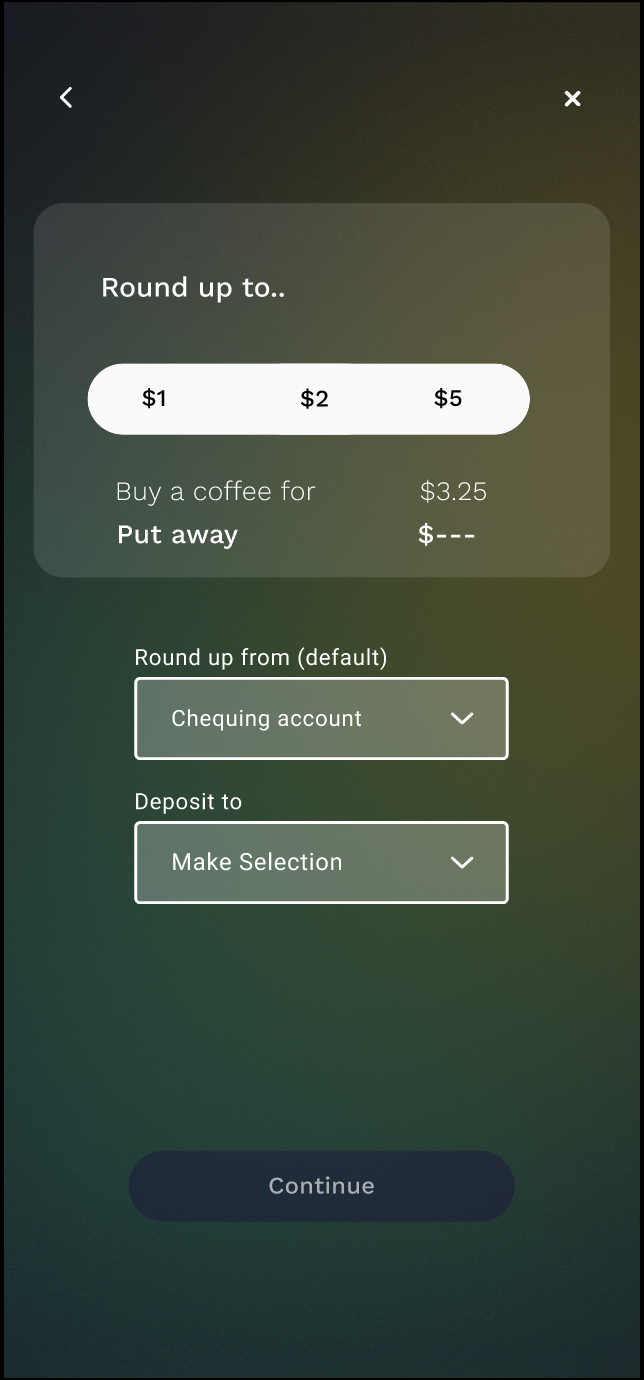 Round up to..
$1 $2 $5
Buy a coffee for $3.25
Put away $---
Round up from (default)
Chequing account
Deposit to
Make Selection
Continue